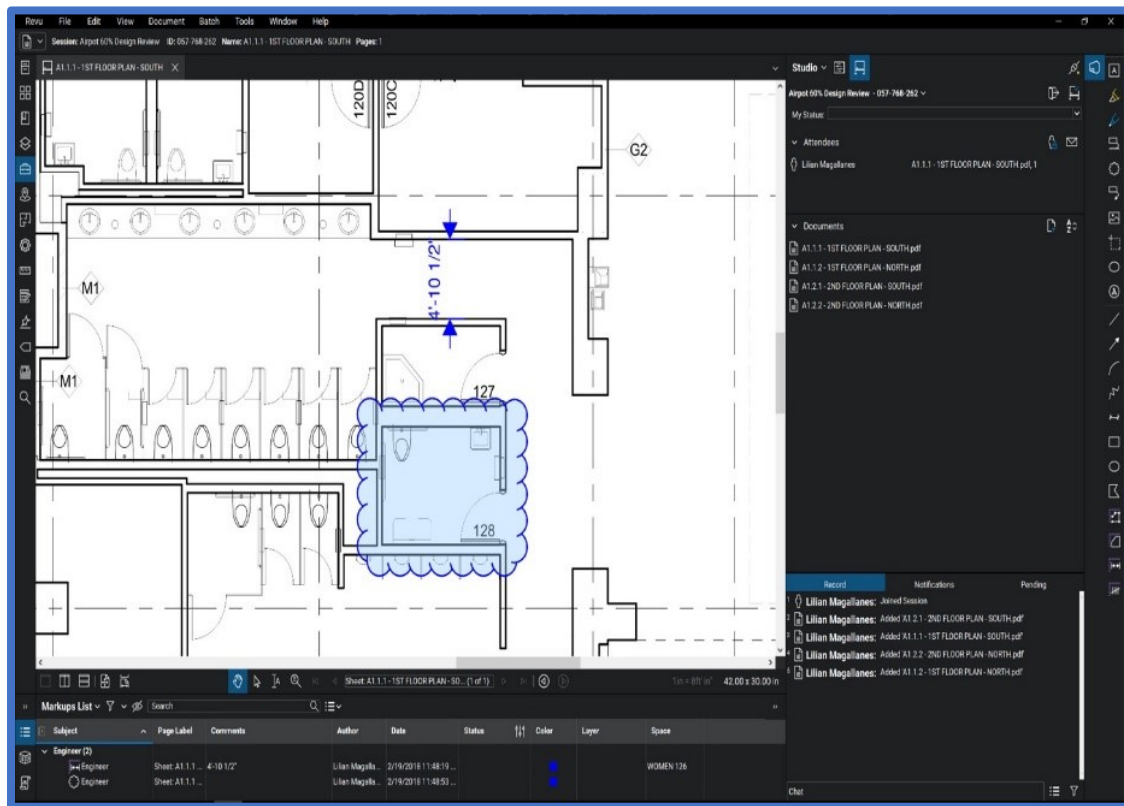 Revu File Edit View Document Batch Tools Window Help
Session: Airpot 60% Design Review ID: 057-768-262 Name: A1.1.1 - 1ST FLOOR PLAN - SOUTH Pages: 1
A1.1.1 - 1ST FLOOR PLAN - SOUTH
120D
120C
G2
4'-10 1/2"
M1
M1
127
128
Studio
Airpot 60% Design Review - 057-768-262
My Status:
Attendees
Lilian Magallanes A1.1.1 - 1ST FLOOR PLAN - SOUTH.pdf, 1
Documents
A1.1.1 - 1ST FLOOR PLAN - SOUTH.pdf
A1.1.2 - 1ST FLOOR PLAN - NORTH.pdf
A1.2.1 - 2ND FLOOR PLAN - SOUTH.pdf
A1.2.2 - 2ND FLOOR PLAN - NORTH.pdf
Record Notifications Pending
1 Lilian Magallanes: Joined Session
2 Lilian Magallanes: Added 'A1.2.1 - 2ND FLOOR PLAN - SOUTH.pdf'
3 Lilian Magallanes: Added 'A1.1.1 - 1ST FLOOR PLAN - SOUTH.pdf'
4 Lilian Magallanes: Added 'A1.2.2 - 2ND FLOOR PLAN - NORTH.pdf'
5 Lilian Magallanes: Added 'A1.1.2 - 1ST FLOOR PLAN - NORTH.pdf'
Chat
Sheet: A1.1.1 - 1ST FLOOR PLAN - SO... (1 of 1) 42.00 x 30.00 in
Markups List Search
Subject Page Label Comments Author Date Status Color Layer Space
Engineer (2)
Engineer Sheet: A1.1.1 ... 4'-10 1/2" Lilian Magalla... 2/19/2018 11:48:19 ... WOMEN 126
Engineer Sheet: A1.1.1 ... Lilian Magalla... 2/19/2018 11:48:53 ...